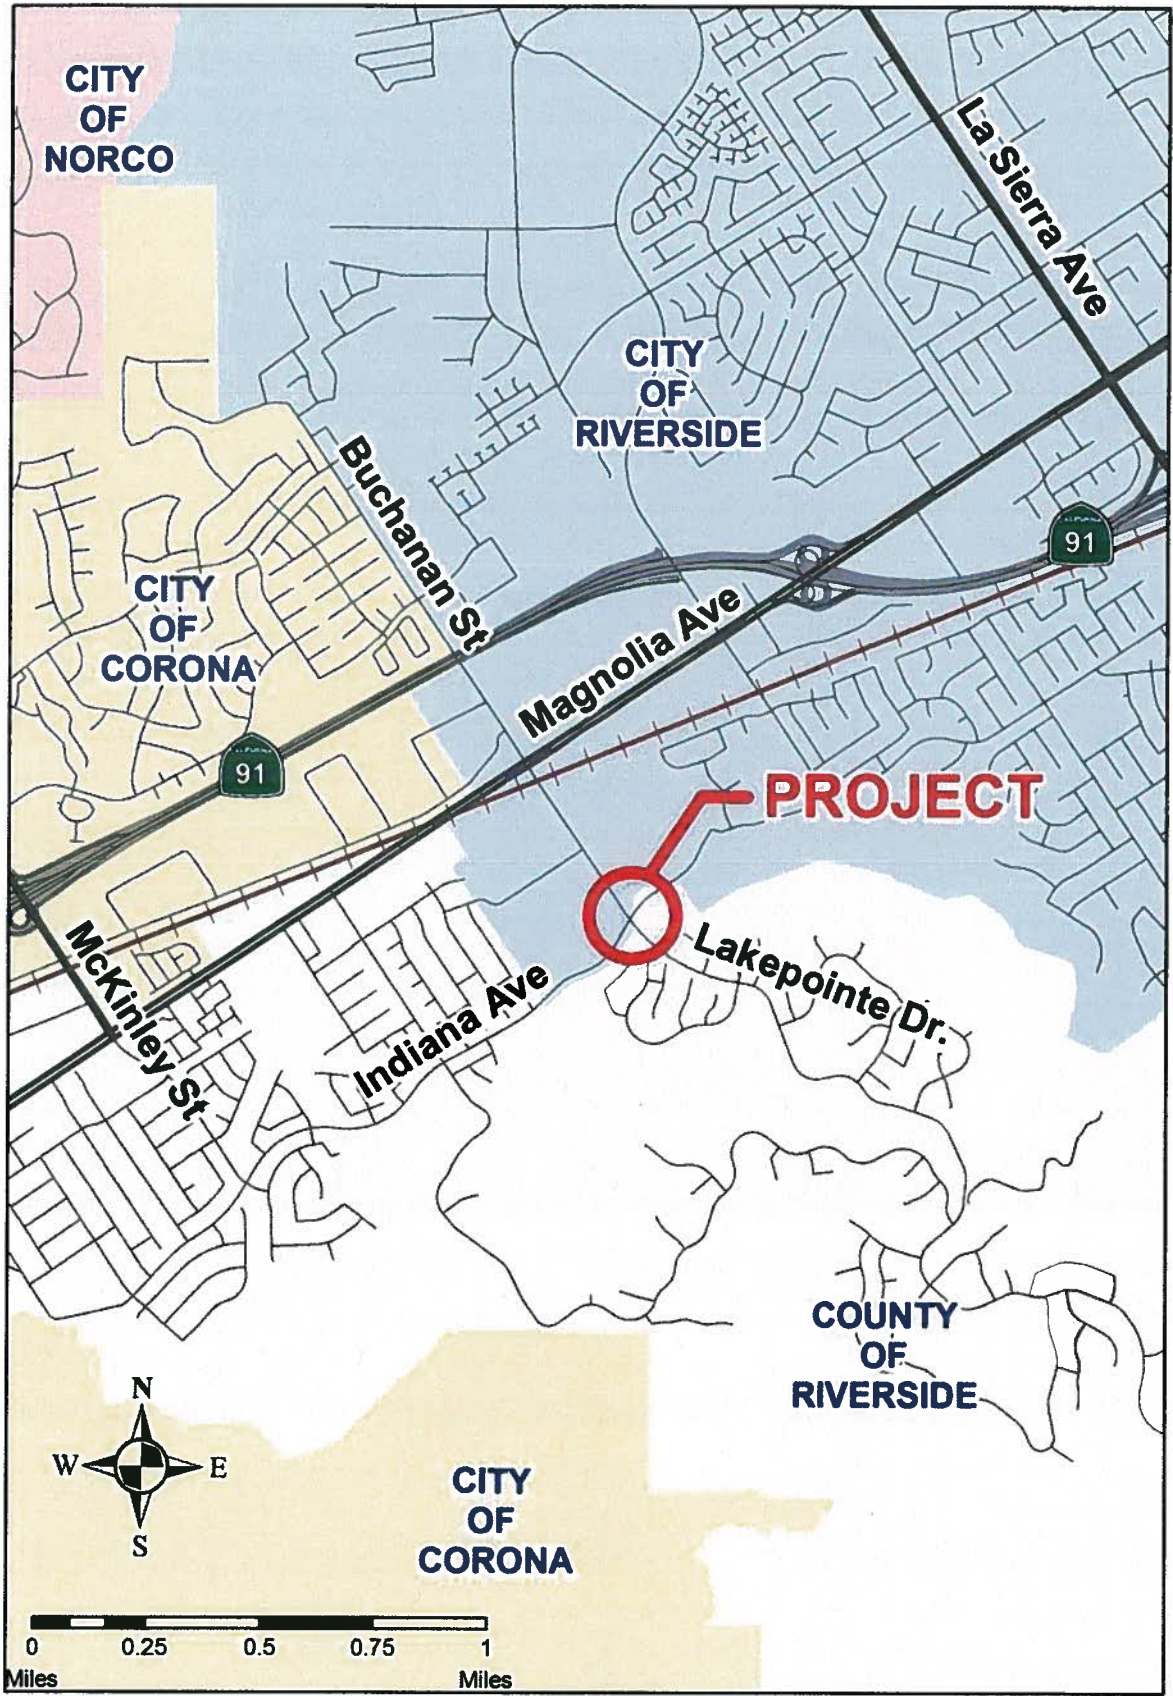 CITY
OF
NORCO
La Sierra Ave
CITY
OF
RIVERSIDE
Buchanan St
91
CITY
OF
CORONA
Magnolia Ave
91
PROJECT
McKinley St
Lakepointe Dr.
Indiana Ave
COUNTY
OF
RIVERSIDE
N
W E
S
CITY
OF
CORONA
0 0.25 0.5 0.75 1
Miles Miles